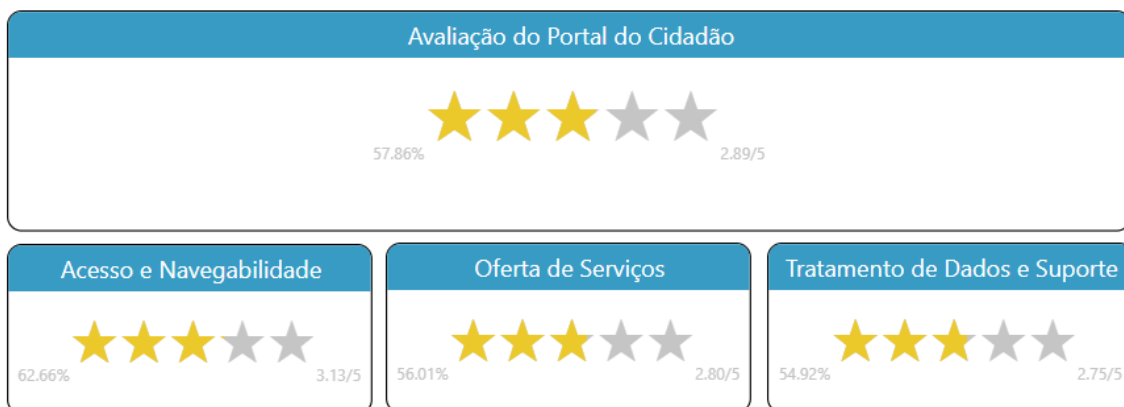 Avaliação do Portal do Cidadão
57.86%
2.89/5
Acesso e Navegabilidade
62.66%
3.13/5
Oferta de Serviços
56.01%
2.80/5
Tratamento de Dados e Suporte
54.92%
2.75/5